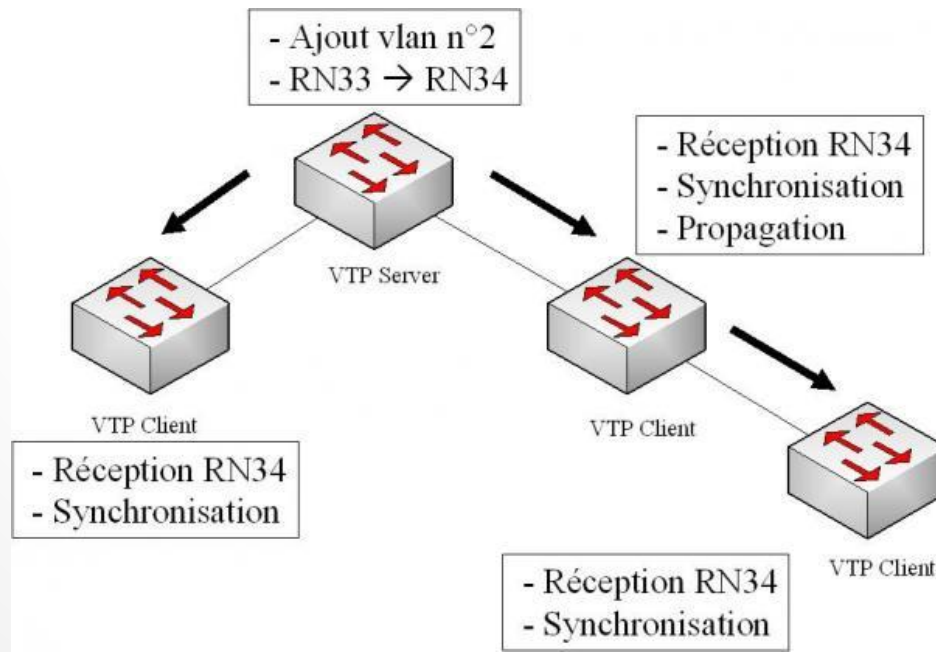 - Ajout vlan n°2
- RN33 → RN34
- Réception RN34
- Synchronisation
- Propagation
VTP Server
VTP Client
- Réception RN34
- Synchronisation
VTP Client
VTP Client
- Réception RN34
- Synchronisation